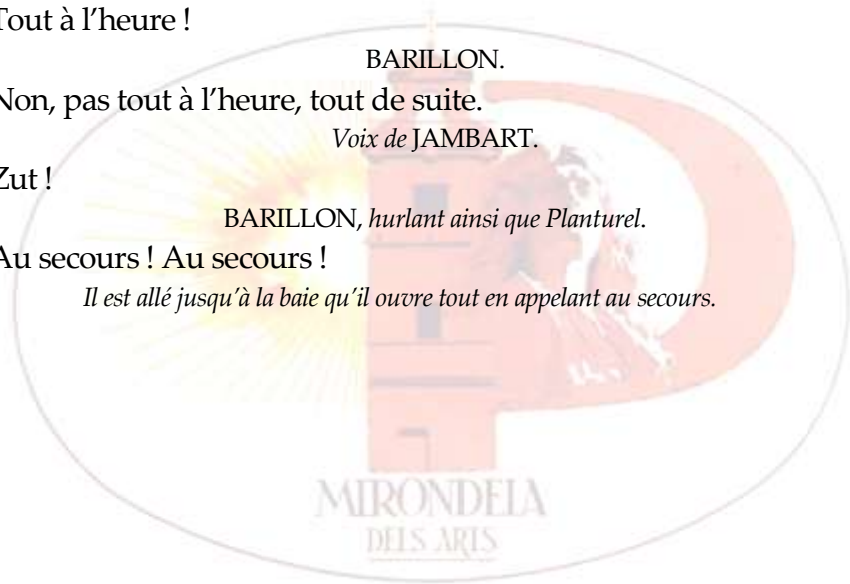 Tout à l’heure !
BARILLON.
Non, pas tout à l’heure, tout de suite.
Voix de JAMBART.
Zut !
BARILLON, hurlant ainsi que Planturel.
Au secours ! Au secours !
Il est allé jusqu’à la baie qu’il ouvre tout en appelant au secours.
MIRONDELA
DELS ARTS